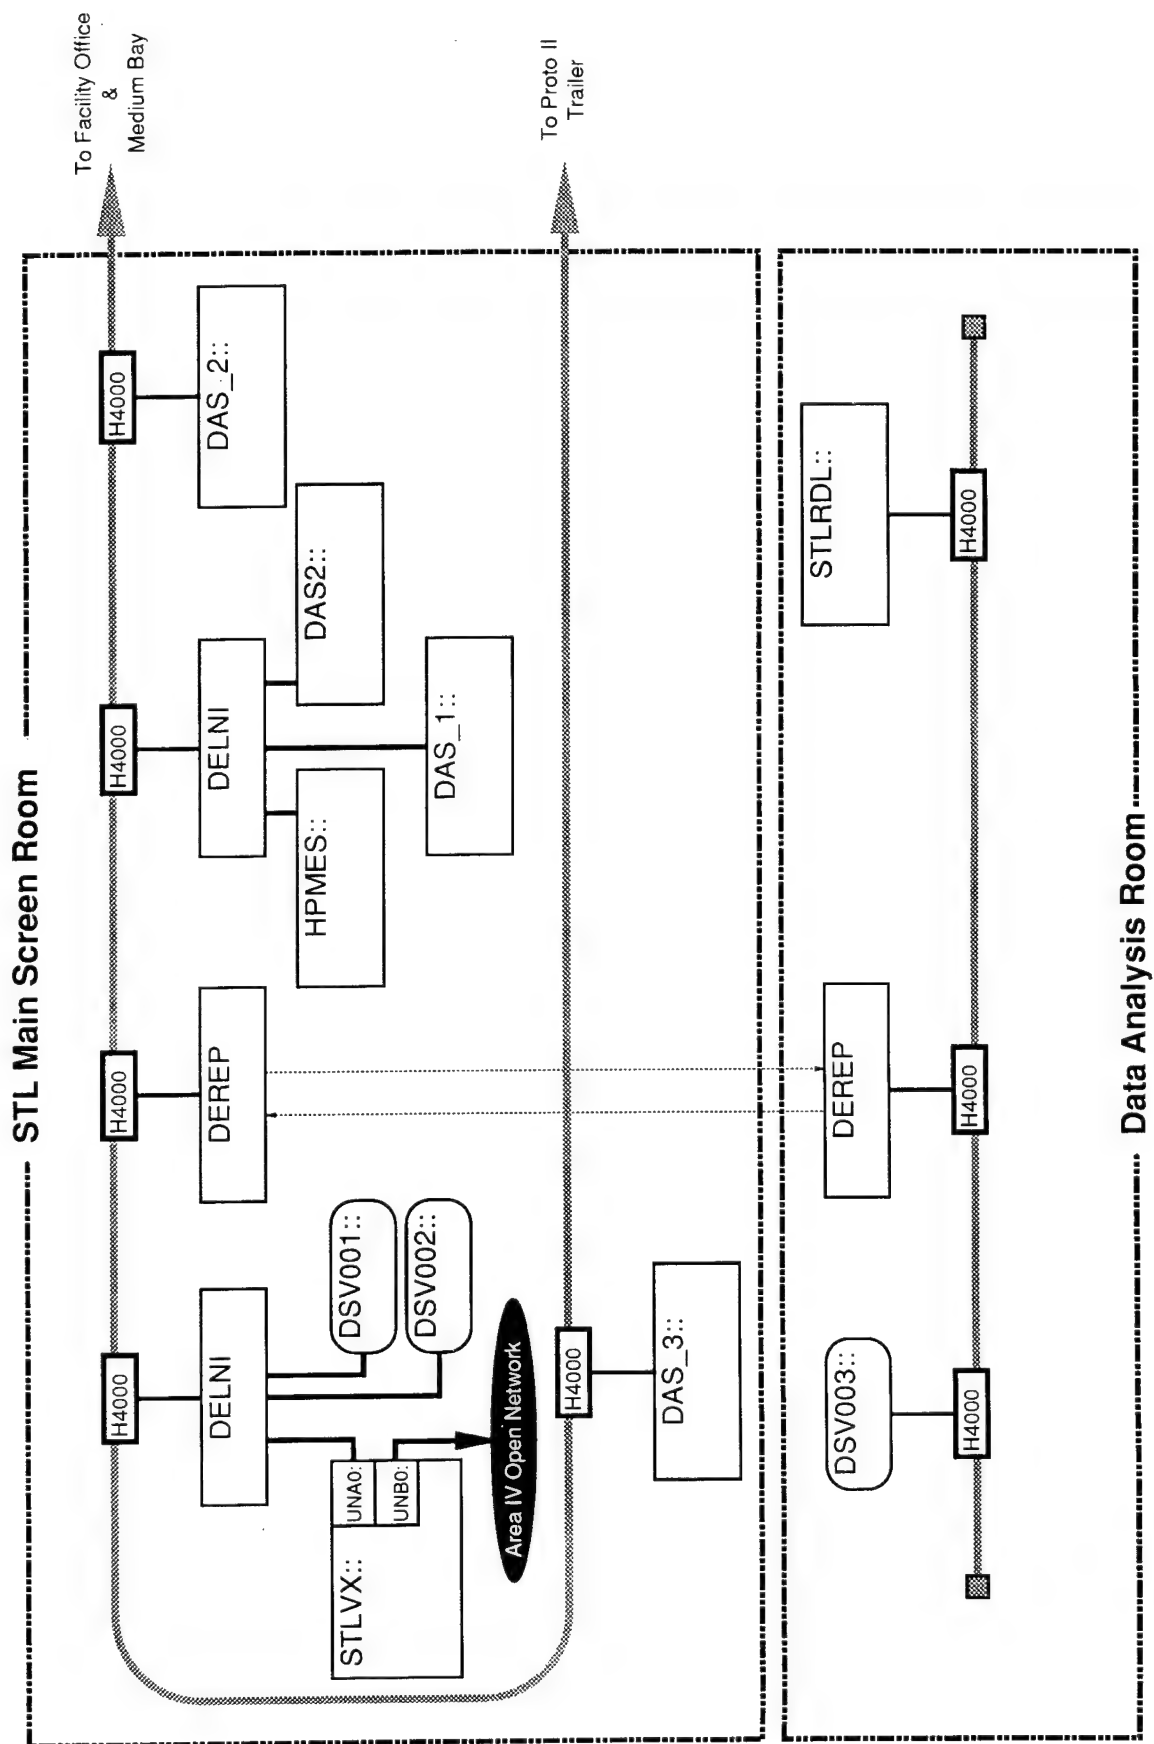 STL Main Screen Room
To Facility Office
&
Medium Bay
H4000
H4000
H4000
H4000
DELNI
DEREP
DELNI
DAS_2::
STLVX::
UNA0:
UNB0:
DSV001::
DSV002::
HPMES::
DAS2::
DAS_1::
Area IV Open Network
To Proto II
Trailer
H4000
DAS_3::
DSV003::
DEREP
STLRDL::
H4000
H4000
H4000
Data Analysis Room